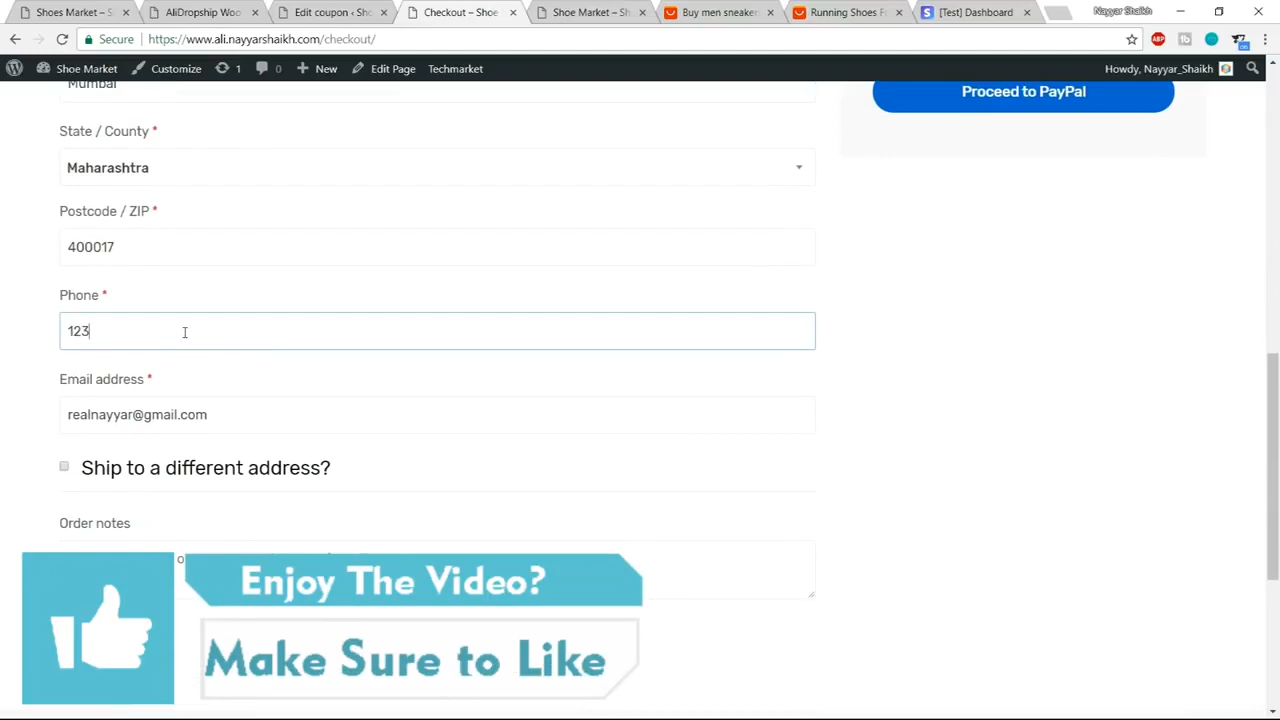 Shoes Market – S
AliDropship Woo
Edit coupon ‹ Sho
Checkout – Shoe
Shoe Market – Sh
Buy men sneaker
Running Shoes Fo
[Test] Dashboard
Nayyar Shaikh
Secure
https://www.ali.nayyarshaikh.com/checkout/
Shoe Market
Customize
1
0
New
Edit Page
Techmarket
Howdy, Nayyar_Shaikh
Mumbai
Proceed to PayPal
State / County *
Maharashtra
Postcode / ZIP *
400017
Phone *
123
Email address *
realnayyar@gmail.com
Ship to a different address?
Order notes
Enjoy The Video?
Make Sure to Like